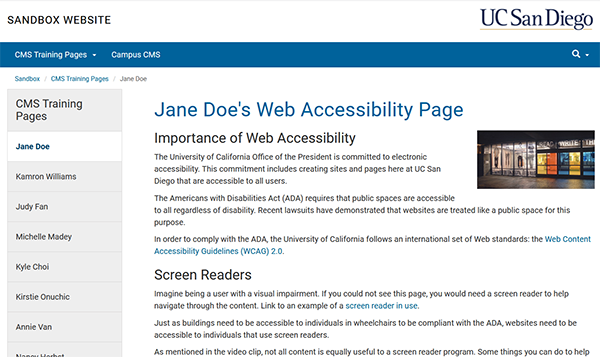 SANDBOX WEBSITE
UC San Diego
CMS Training Pages
Campus CMS
Sandbox / CMS Training Pages / Jane Doe
CMS Training
Pages
Jane Doe
Kamron Williams
Judy Fan
Michelle Madey
Kyle Choi
Kirstie Onuchic
Annie Van
Nancy Herbst
Jane Doe's Web Accessibility Page
Importance of Web Accessibility
The University of California Office of the President is committed to electronic
accessibility. This commitment includes creating sites and pages here at UC San
Diego that are accessible to all users.
The Americans with Disabilities Act (ADA) requires that public spaces are accessible
to all regardless of disability. Recent lawsuits have demonstrated that websites are treated like a public space for this
purpose.
In order to comply with the ADA, the University of California follows an international set of Web standards: the Web Content
Accessibility Guidelines (WCAG) 2.0.
Screen Readers
Imagine being a user with a visual impairment. If you could not see this page, you would need a screen reader to help
navigate through the content. Link to an example of a screen reader in use.
Just as buildings need to be accessible to individuals in wheelchairs to be compliant with the ADA, websites need to be
accessible to individuals that use screen readers.
As mentioned in the video clip, not all content is equally useful to a screen reader program. Some things you can do to help